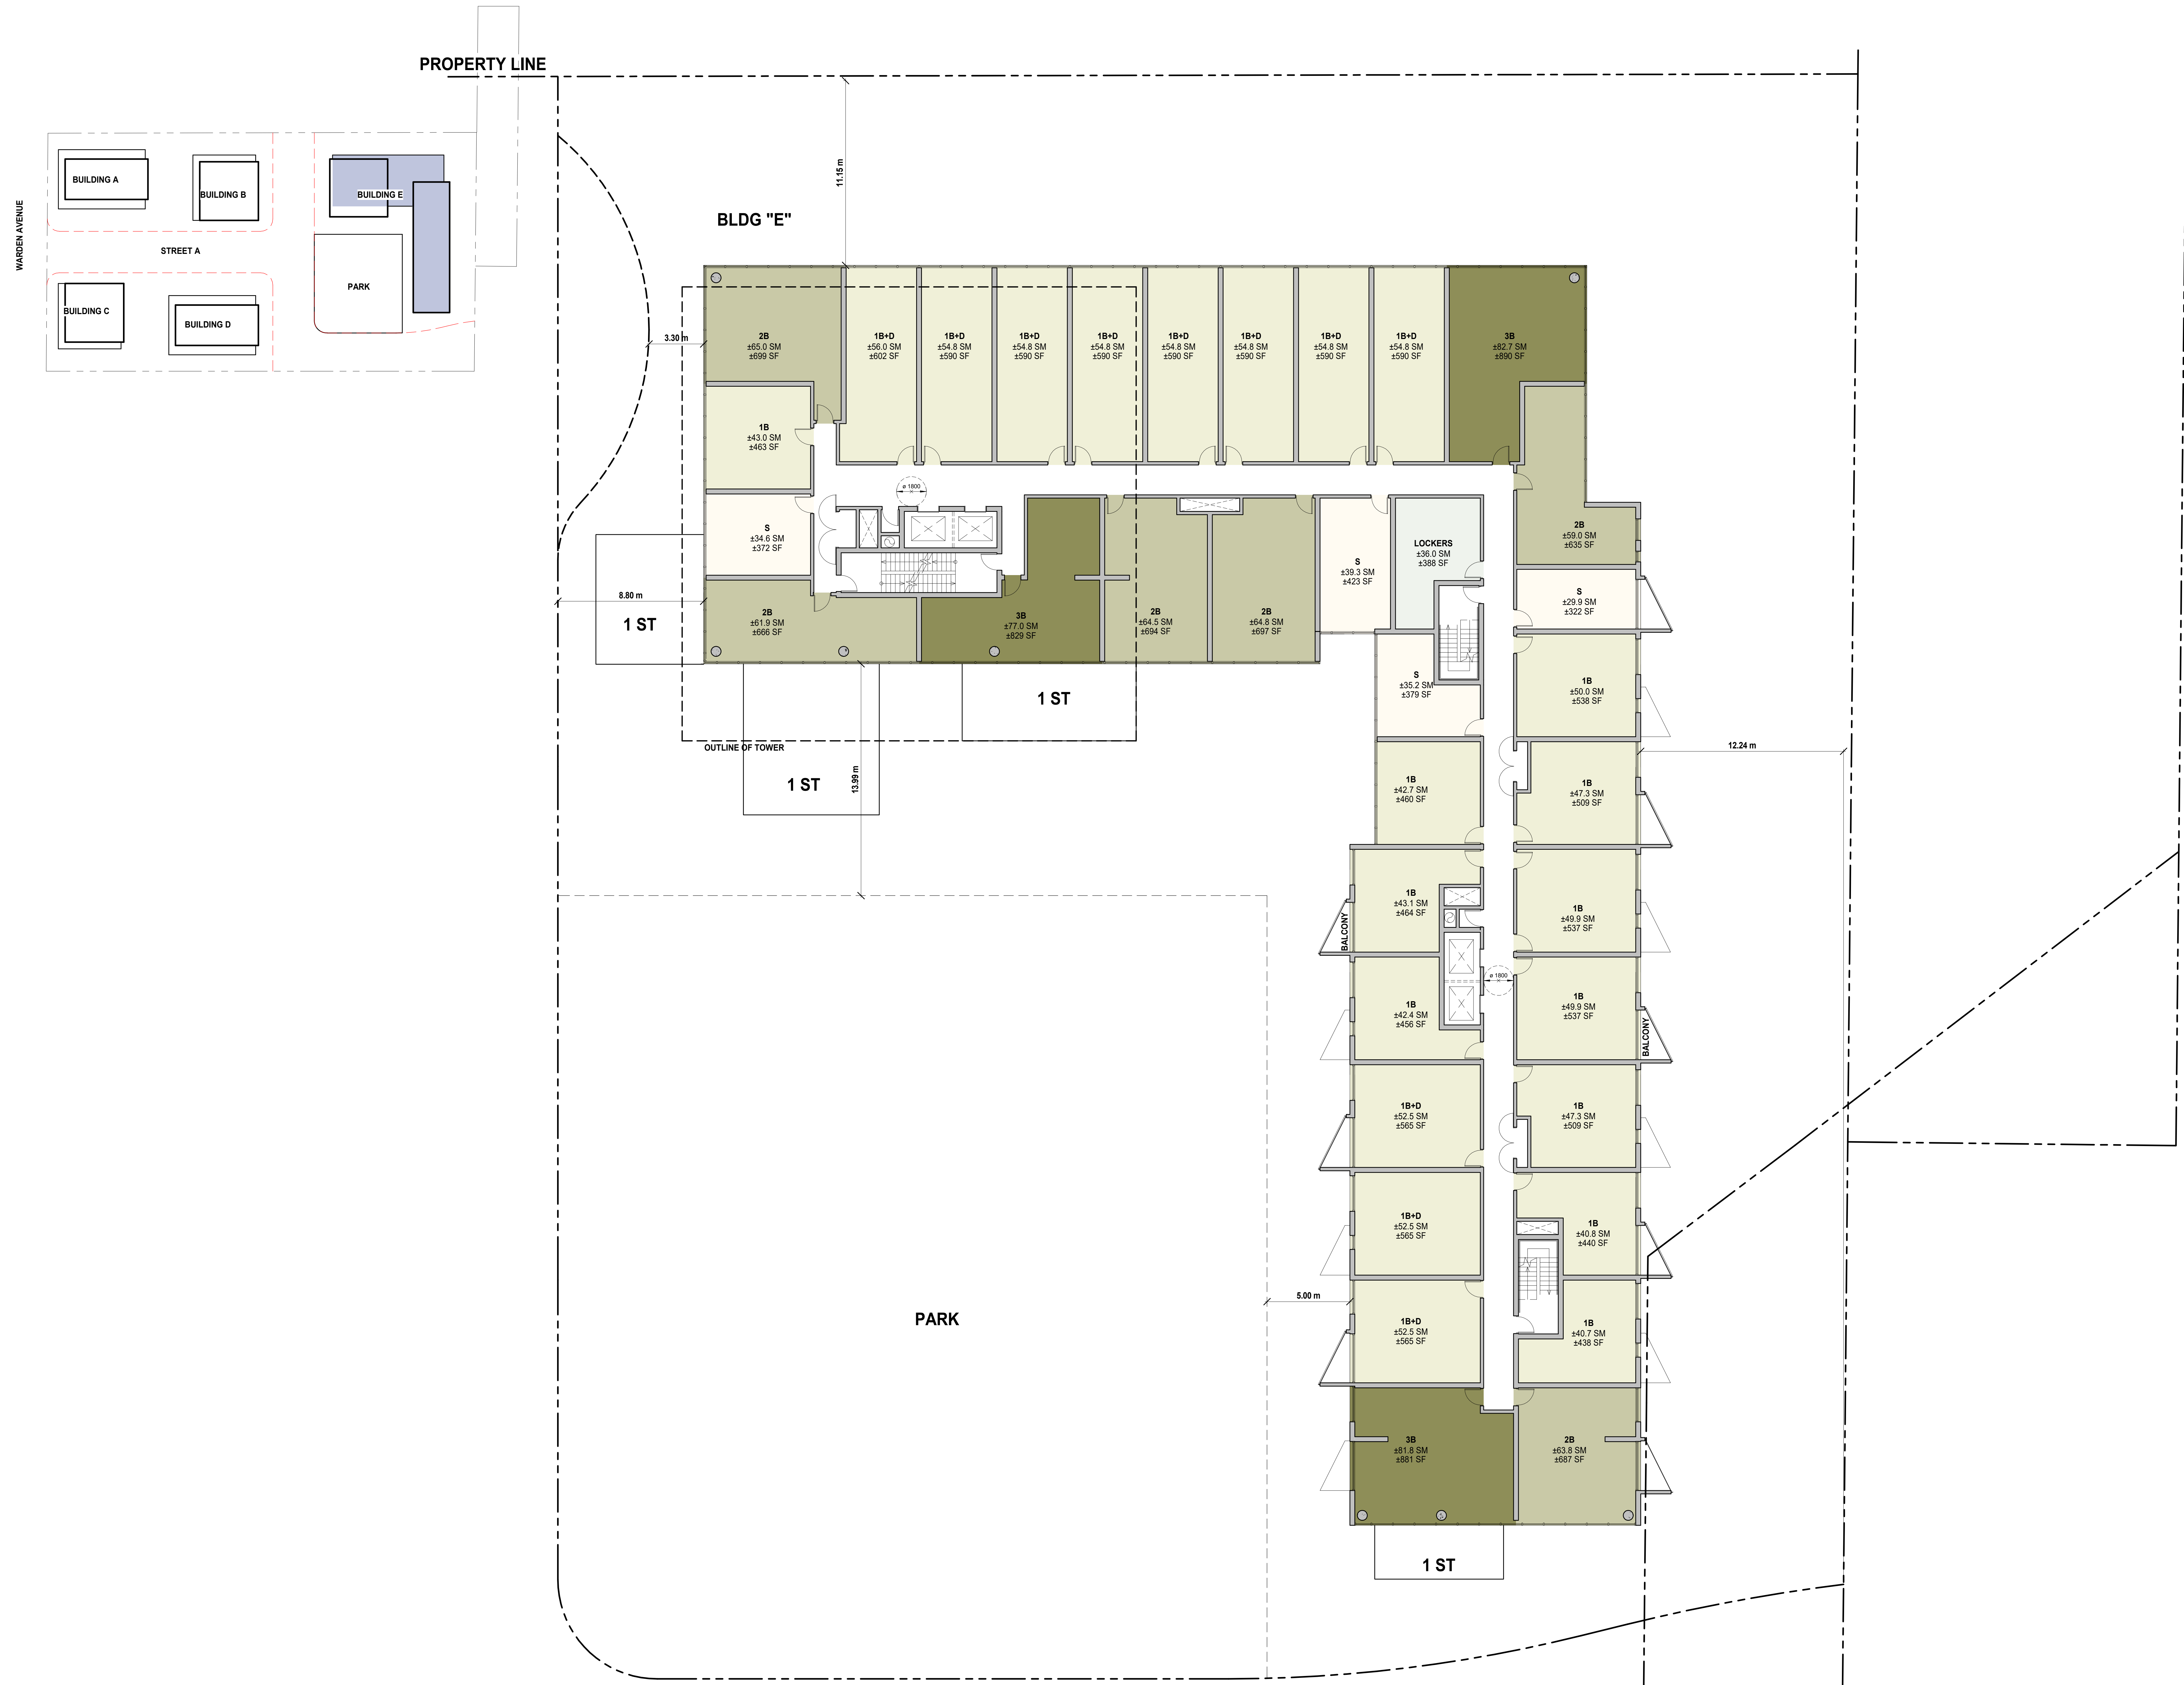 PROPERTY LINE
WARDEN AVENUE
BUILDING A
BUILDING B
BUILDING E
STREET A
PARK
BUILDING C
BUILDING D
11.15 m
BLDG "E"
3.30 m
2B
±65.0 SM
±699 SF
1B+D
±56.0 SM
±602 SF
1B+D
±54.8 SM
±590 SF
1B+D
±54.8 SM
±590 SF
1B+D
±54.8 SM
±590 SF
1B+D
±54.8 SM
±590 SF
1B+D
±54.8 SM
±590 SF
1B+D
±54.8 SM
±590 SF
1B+D
±54.8 SM
±590 SF
3B
±82.7 SM
±890 SF
1B
±43.0 SM
±463 SF
ø 1800
S
±34.6 SM
±372 SF
2B
±61.9 SM
±666 SF
3B
±77.0 SM
±829 SF
2B
±64.5 SM
±694 SF
2B
±64.8 SM
±697 SF
S
±39.3 SM
±423 SF
LOCKERS
±36.0 SM
±388 SF
2B
±59.0 SM
±635 SF
S
±29.9 SM
±322 SF
8.80 m
1 ST
1 ST
1 ST
OUTLINE OF TOWER
13.99 m
S
±35.2 SM
±379 SF
1B
±50.0 SM
±538 SF
12.24 m
1B
±42.7 SM
±460 SF
1B
±47.3 SM
±509 SF
1B
±43.1 SM
±464 SF
BALCONY
1B
±49.9 SM
±537 SF
ø 1800
1B
±42.4 SM
±456 SF
1B
±49.9 SM
±537 SF
BALCONY
1B+D
±52.5 SM
±565 SF
1B
±47.3 SM
±509 SF
1B+D
±52.5 SM
±565 SF
1B
±40.8 SM
±440 SF
5.00 m
PARK
1B+D
±52.5 SM
±565 SF
1B
±40.7 SM
±438 SF
3B
±81.8 SM
±881 SF
2B
±63.8 SM
±687 SF
1 ST